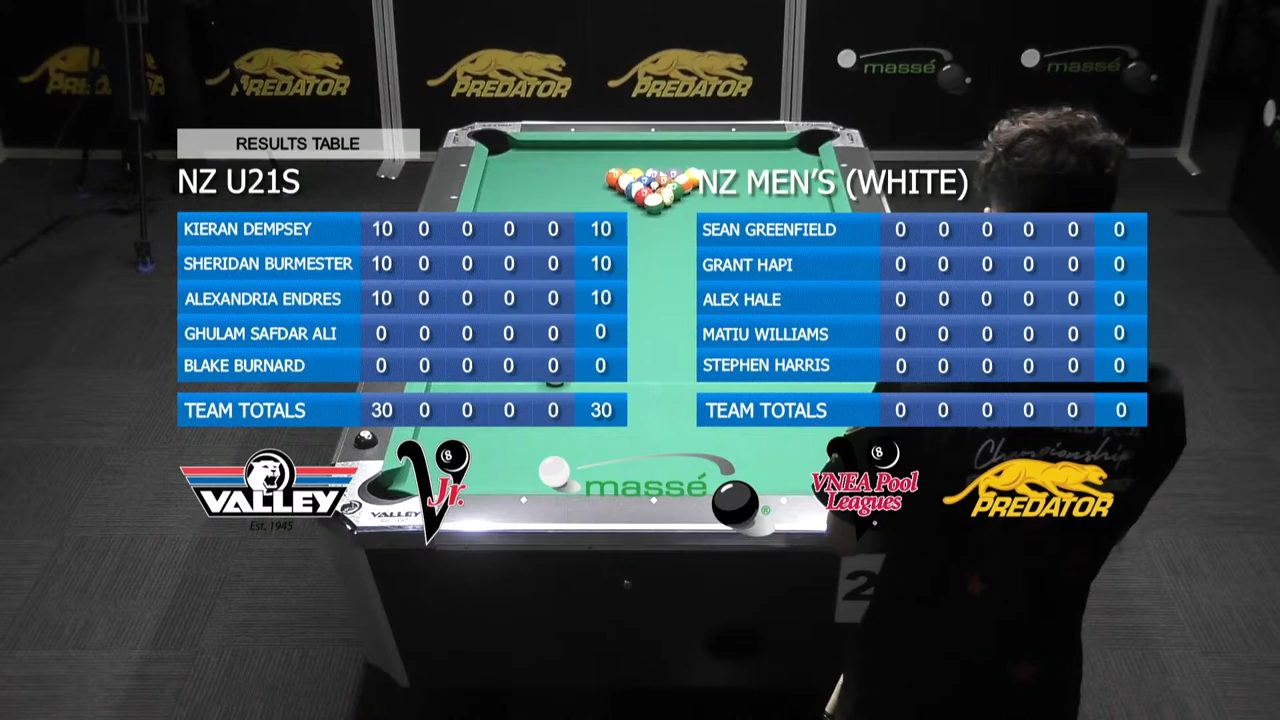 PREDATOR
PREDATOR
PREDATOR
PREDATOR
massé
massé
RESULTS TABLE
NZ U21S
KIERAN DEMPSEY 10 0 0 0 0 10
SHERIDAN BURMESTER 10 0 0 0 0 10
ALEXANDRIA ENDRES 10 0 0 0 0 10
GHULAM SAFDAR ALI 0 0 0 0 0 0
BLAKE BURNARD 0 0 0 0 0 0
TEAM TOTALS 30 0 0 0 0 30
NZ MEN'S (WHITE)
SEAN GREENFIELD 0 0 0 0 0 0
GRANT HAPI 0 0 0 0 0 0
ALEX HALE 0 0 0 0 0 0
MATIU WILLIAMS 0 0 0 0 0 0
STEPHEN HARRIS 0 0 0 0 0 0
TEAM TOTALS 0 0 0 0 0 0
VALLEY
Est. 1945
8
Jr.
VALLEY
massé
®
8
VNEA Pool
Leagues
Championship
PREDATOR
2